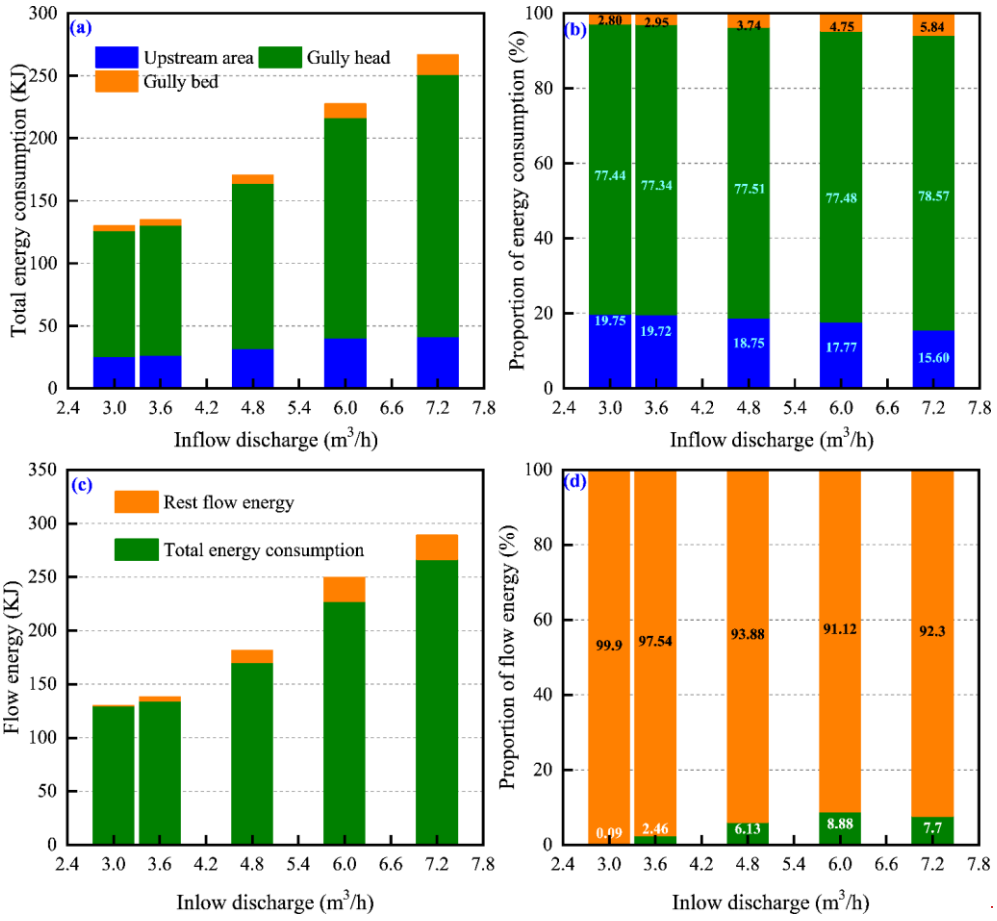 (a)
Upstream area
Gully head
Gully bed
Total energy consumption (KJ)
300
250
200
150
100
50
0
2.4 3.0 3.6 4.2 4.8 5.4 6.0 6.6 7.2 7.8
Inflow discharge (m³/h)
(b)
Proportion of energy consumption (%)
100
80
60
40
20
0
2.80 2.95 3.74 4.75 5.84
77.44 77.34 77.51 77.48 78.57
19.75 19.72 18.75 17.77 15.60
2.4 3.0 3.6 4.2 4.8 5.4 6.0 6.6 7.2 7.8
Inflow discharge (m³/h)
(c)
Rest flow energy
Total energy consumption
Flow energy (KJ)
350
300
250
200
150
100
50
0
2.4 3.0 3.6 4.2 4.8 5.4 6.0 6.6 7.2 7.8
Inlow discharge (m³/h)
(d)
Proportion of flow energy (%)
100
80
60
40
20
0
99.9 97.54 93.88 91.12 92.3
0.09 2.46 6.13 8.88 7.7
2.4 3.0 3.6 4.2 4.8 5.4 6.0 6.6 7.2 7.8
Inlow discharge (m³/h)